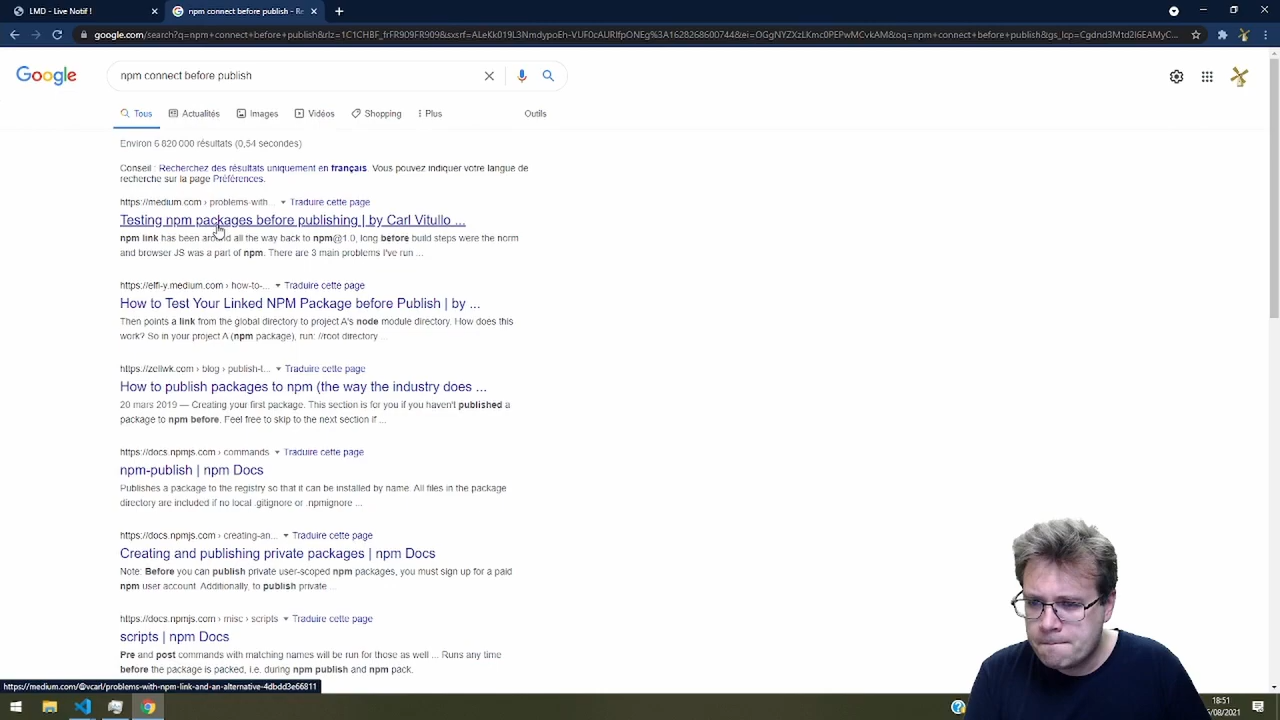 LMD - Live Notif !
npm connect before publish - Re
Google
npm connect before publish
Tous
Actualités
Images
Vidéos
Shopping
Plus
Outils
Environ 6 820 000 résultats (0,54 secondes)
Conseil : Recherchez des résultats uniquement en français. Vous pouvez indiquer votre langue de
recherche sur la page Préférences.
https://medium.com › problems-with... Traduire cette page
Testing npm packages before publishing | by Carl Vitullo ...
npm link has been around all the way back to npm@1.0, long before build steps were the norm
and browser JS was a part of npm. There are 3 main problems I've run ...
https://elfi-y.medium.com › how-to-... Traduire cette page
How to Test Your Linked NPM Package before Publish | by ...
Then points a link from the global directory to project A's node module directory. How does this
work? So in your project A (npm package), run: //root directory ...
https://zellwk.com › blog › publish-t... Traduire cette page
How to publish packages to npm (the way the industry does ...
20 mars 2019 — Creating your first package. This section is for you if you haven't published a
package to npm before. Feel free to skip to the next section if ...
https://docs.npmjs.com › commands Traduire cette page
npm-publish | npm Docs
Publishes a package to the registry so that it can be installed by name. All files in the package
directory are included if no local .gitignore or .npmignore ...
https://docs.npmjs.com › creating-an... Traduire cette page
Creating and publishing private packages | npm Docs
Note: Before you can publish private user-scoped npm packages, you must sign up for a paid
npm user account. Additionally, to publish private ...
https://docs.npmjs.com › misc › scripts Traduire cette page
scripts | npm Docs
Pre and post commands with matching names will be run for those as well ... Runs any time
before the package is packed, i.e. during npm publish and npm pack.
https://medium.com/@vcarl/problems-with-npm-link-and-an-alternative-4dbdd3e66811
18:51
/08/2021